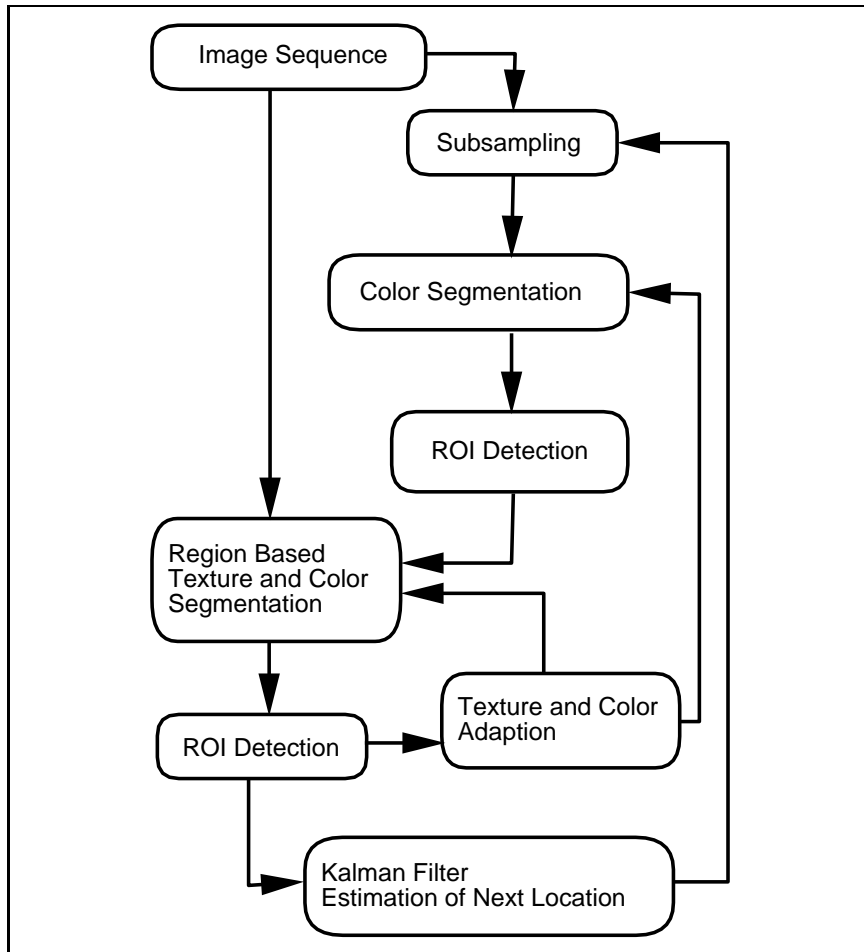 Image Sequence
Subsampling
Color Segmentation
ROI Detection
Region Based
Texture and Color
Segmentation
Texture and Color
Adaption
ROI Detection
Kalman Filter
Estimation of Next Location